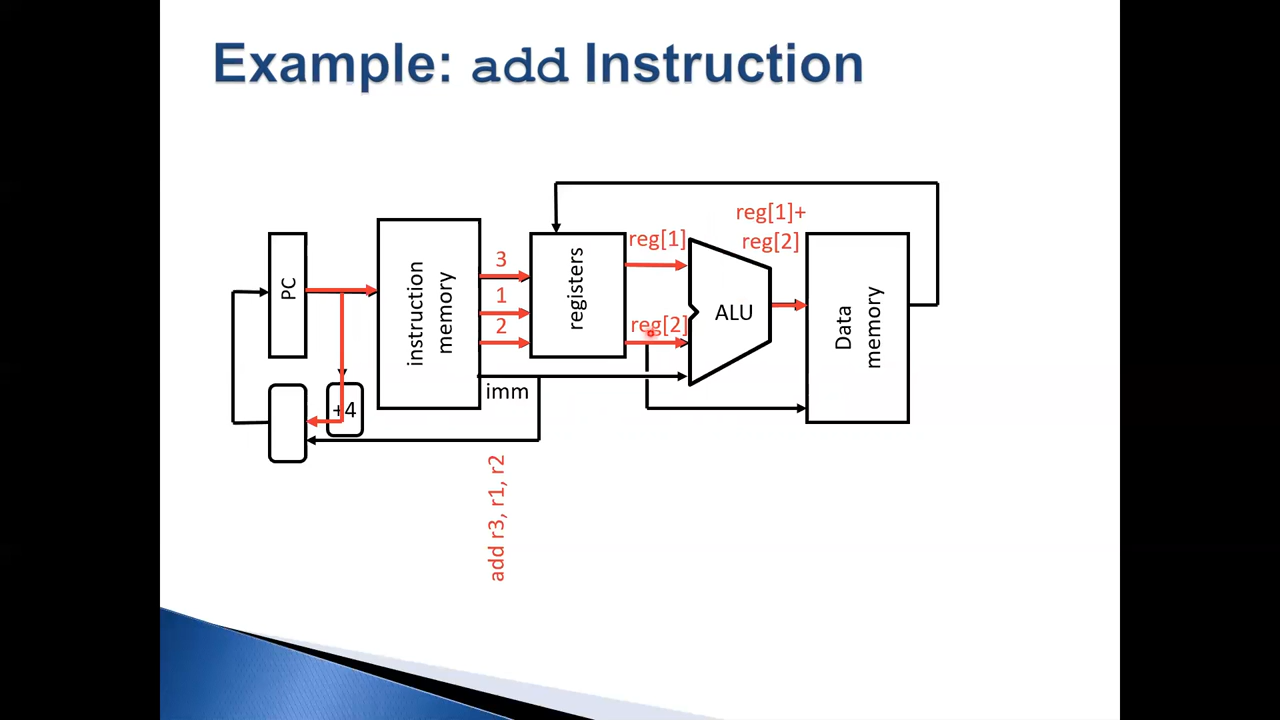 Example: add Instruction
PC
+4
instruction
memory
3
1
2
imm
registers
reg[1]
reg[2]
ALU
reg[1]+
reg[2]
Data
memory
add r3, r1, r2